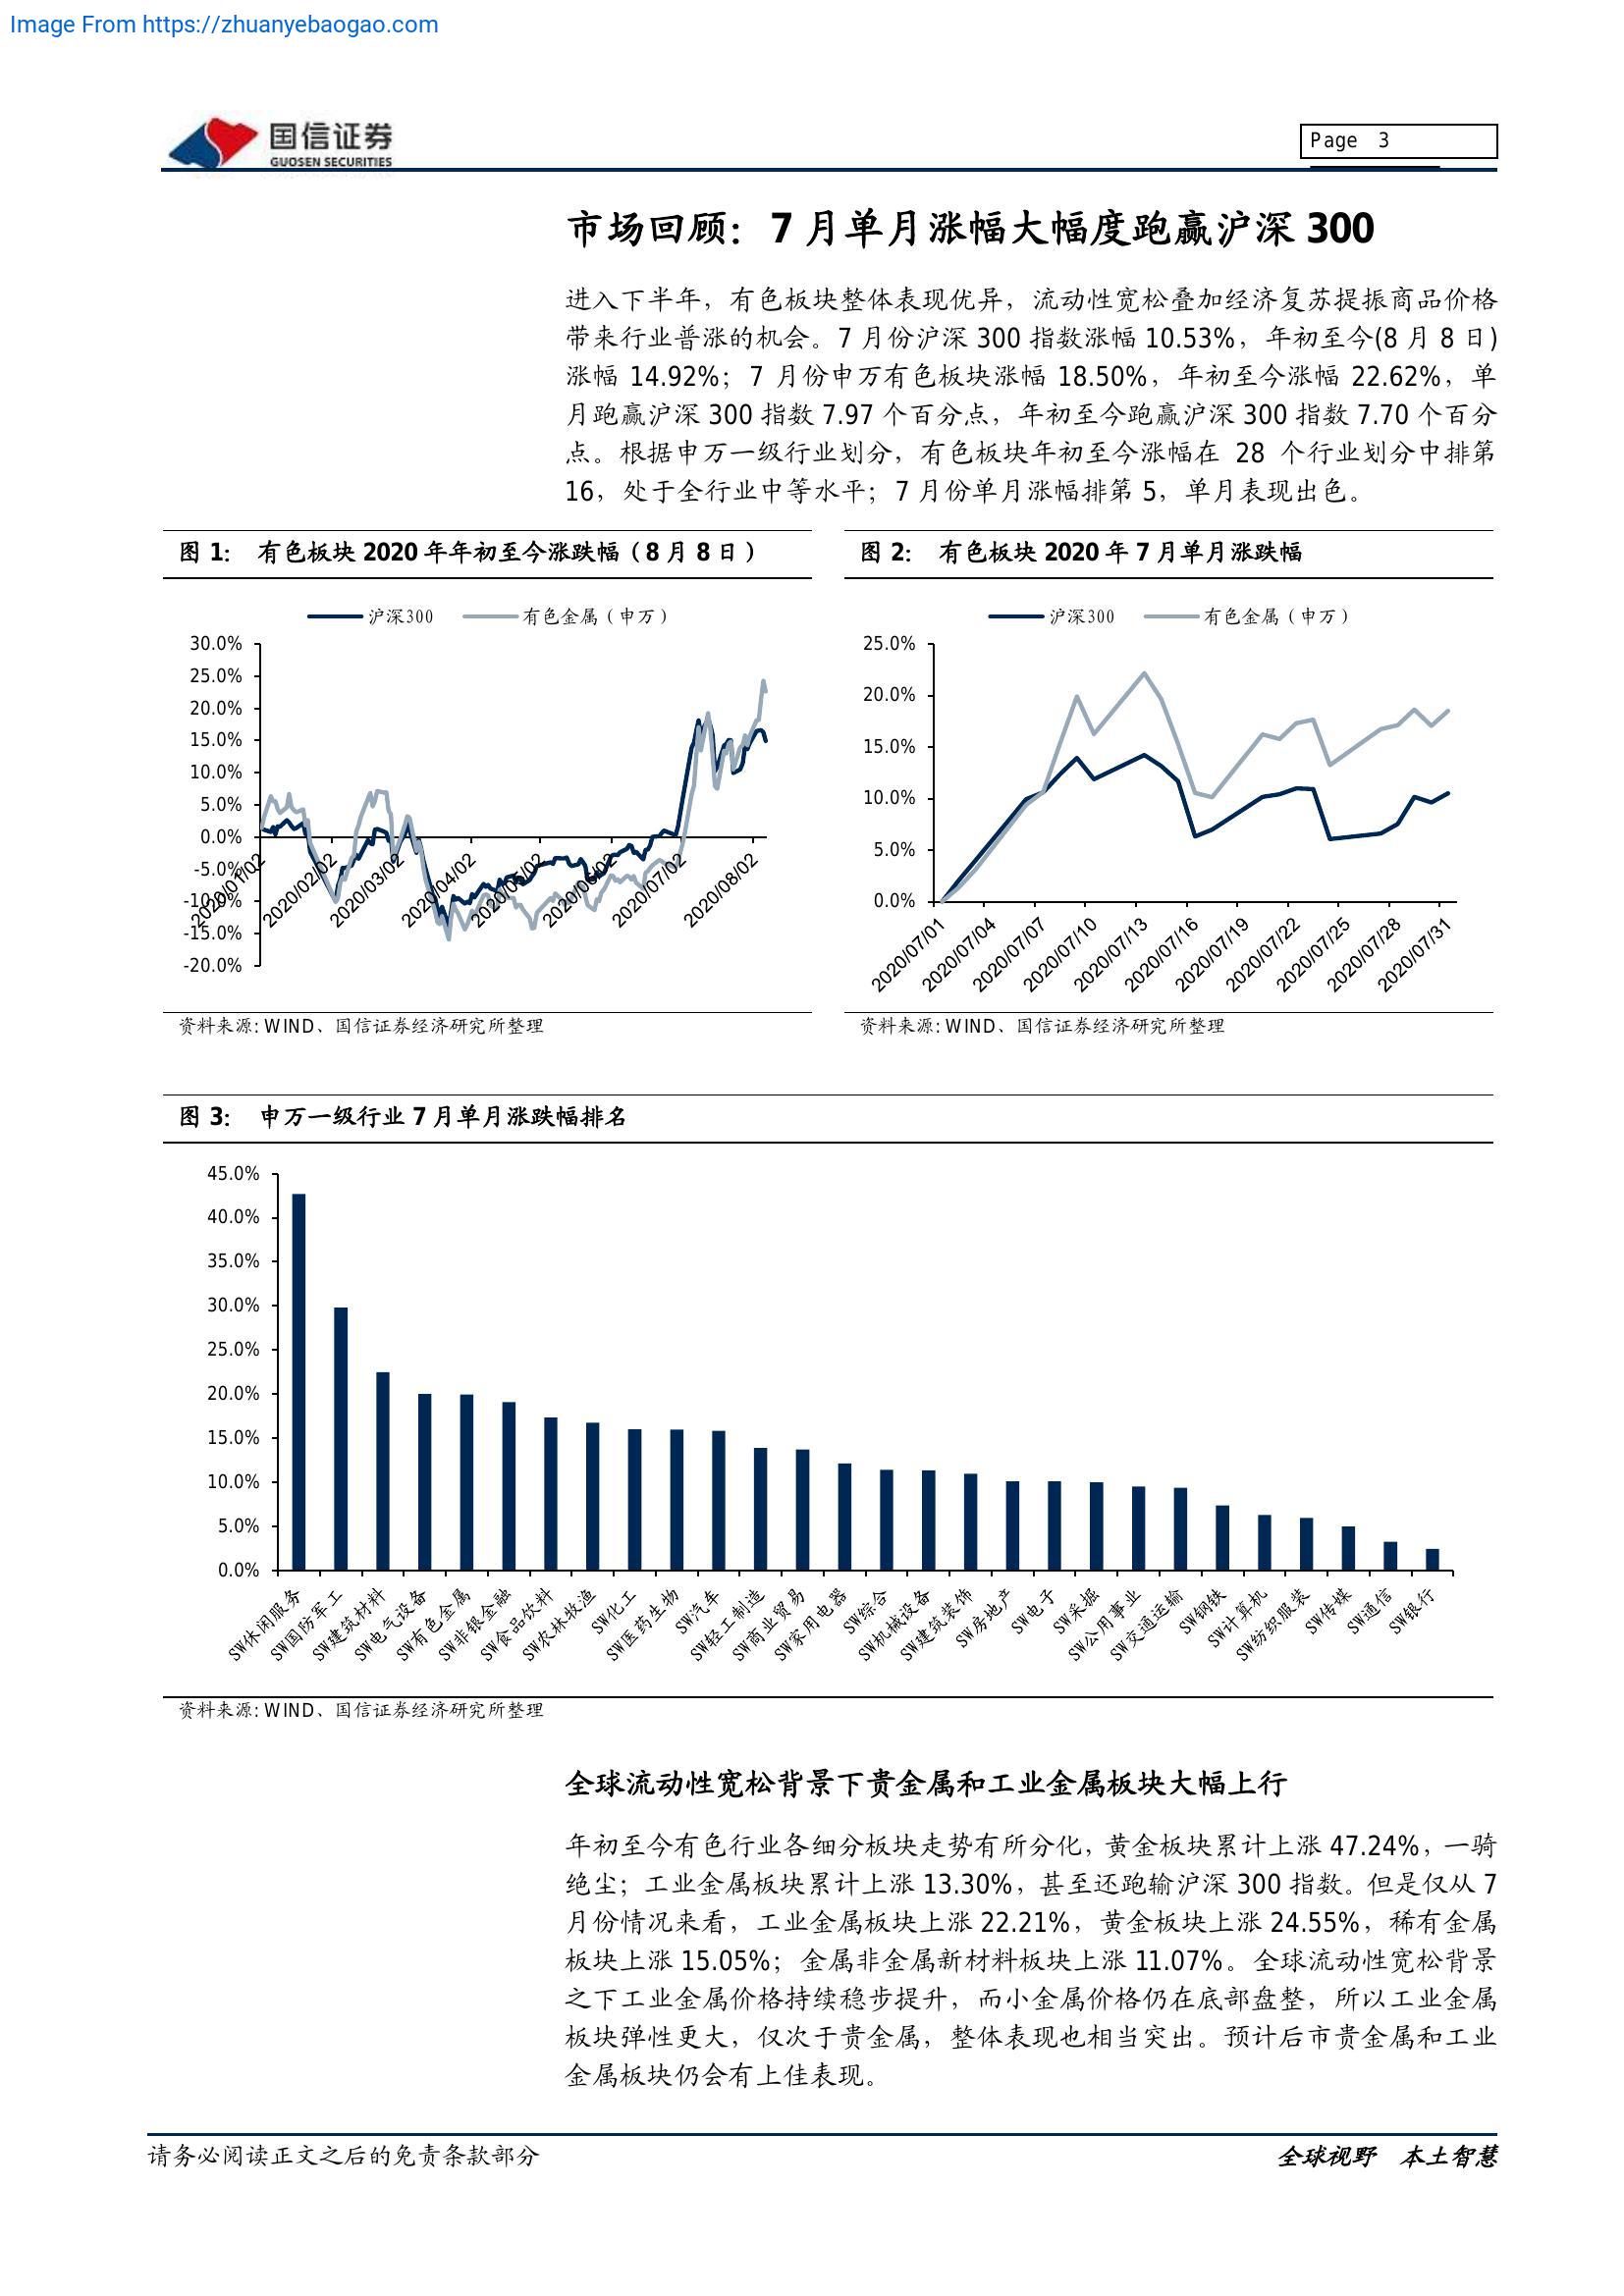 Image From https://zhuanyebaogao.com
国信证券
GUOSEN SECURITIES
Page 3
市场回顾：7 月单月涨幅大幅度跑赢沪深 300
进入下半年，有色板块整体表现优异，流动性宽松叠加经济复苏提振商品价格
带来行业普涨的机会。7 月份沪深 300 指数涨幅 10.53%，年初至今(8 月 8 日)
涨幅 14.92%；7 月份申万有色板块涨幅 18.50%，年初至今涨幅 22.62%，单
月跑赢沪深 300 指数 7.97 个百分点，年初至今跑赢沪深 300 指数 7.70 个百分
点。根据申万一级行业划分，有色板块年初至今涨幅在 28 个行业划分中排第
16，处于全行业中等水平；7 月份单月涨幅排第 5，单月表现出色。
图 1： 有色板块 2020 年年初至今涨跌幅（8 月 8 日）
沪深300 有色金属（申万）
30.0%
25.0%
20.0%
15.0%
10.0%
5.0%
0.0%
-5.0%
-10.0%
-15.0%
-20.0%
2020/01/02
2020/02/02
2020/03/02
2020/04/02
2020/05/02
2020/06/02
2020/07/02
2020/08/02
资料来源: WIND、国信证券经济研究所整理
图 2： 有色板块 2020 年 7 月单月涨跌幅
沪深300 有色金属（申万）
25.0%
20.0%
15.0%
10.0%
5.0%
0.0%
2020/07/01
2020/07/04
2020/07/07
2020/07/10
2020/07/13
2020/07/16
2020/07/19
2020/07/22
2020/07/25
2020/07/28
2020/07/31
资料来源: WIND、国信证券经济研究所整理
图 3： 申万一级行业 7 月单月涨跌幅排名
45.0%
40.0%
35.0%
30.0%
25.0%
20.0%
15.0%
10.0%
5.0%
0.0%
SW休闲服务
SW国防军工
SW建筑材料
SW电气设备
SW有色金属
SW非银金融
SW食品饮料
SW农林牧渔
SW化工
SW医药生物
SW汽车
SW轻工制造
SW商业贸易
SW家用电器
SW综合
SW机械设备
SW建筑装饰
SW房地产
SW电子
SW采掘
SW公用事业
SW交通运输
SW钢铁
SW计算机
SW纺织服装
SW传媒
SW通信
SW银行
资料来源: WIND、国信证券经济研究所整理
全球流动性宽松背景下贵金属和工业金属板块大幅上行
年初至今有色行业各细分板块走势有所分化，黄金板块累计上涨 47.24%，一骑
绝尘；工业金属板块累计上涨 13.30%，甚至还跑输沪深 300 指数。但是仅从 7
月份情况来看，工业金属板块上涨 22.21%，黄金板块上涨 24.55%，稀有金属
板块上涨 15.05%；金属非金属新材料板块上涨 11.07%。全球流动性宽松背景
之下工业金属价格持续稳步提升，而小金属价格仍在底部盘整，所以工业金属
板块弹性更大，仅次于贵金属，整体表现也相当突出。预计后市贵金属和工业
金属板块仍会有上佳表现。
请务必阅读正文之后的免责条款部分
全球视野 本土智慧